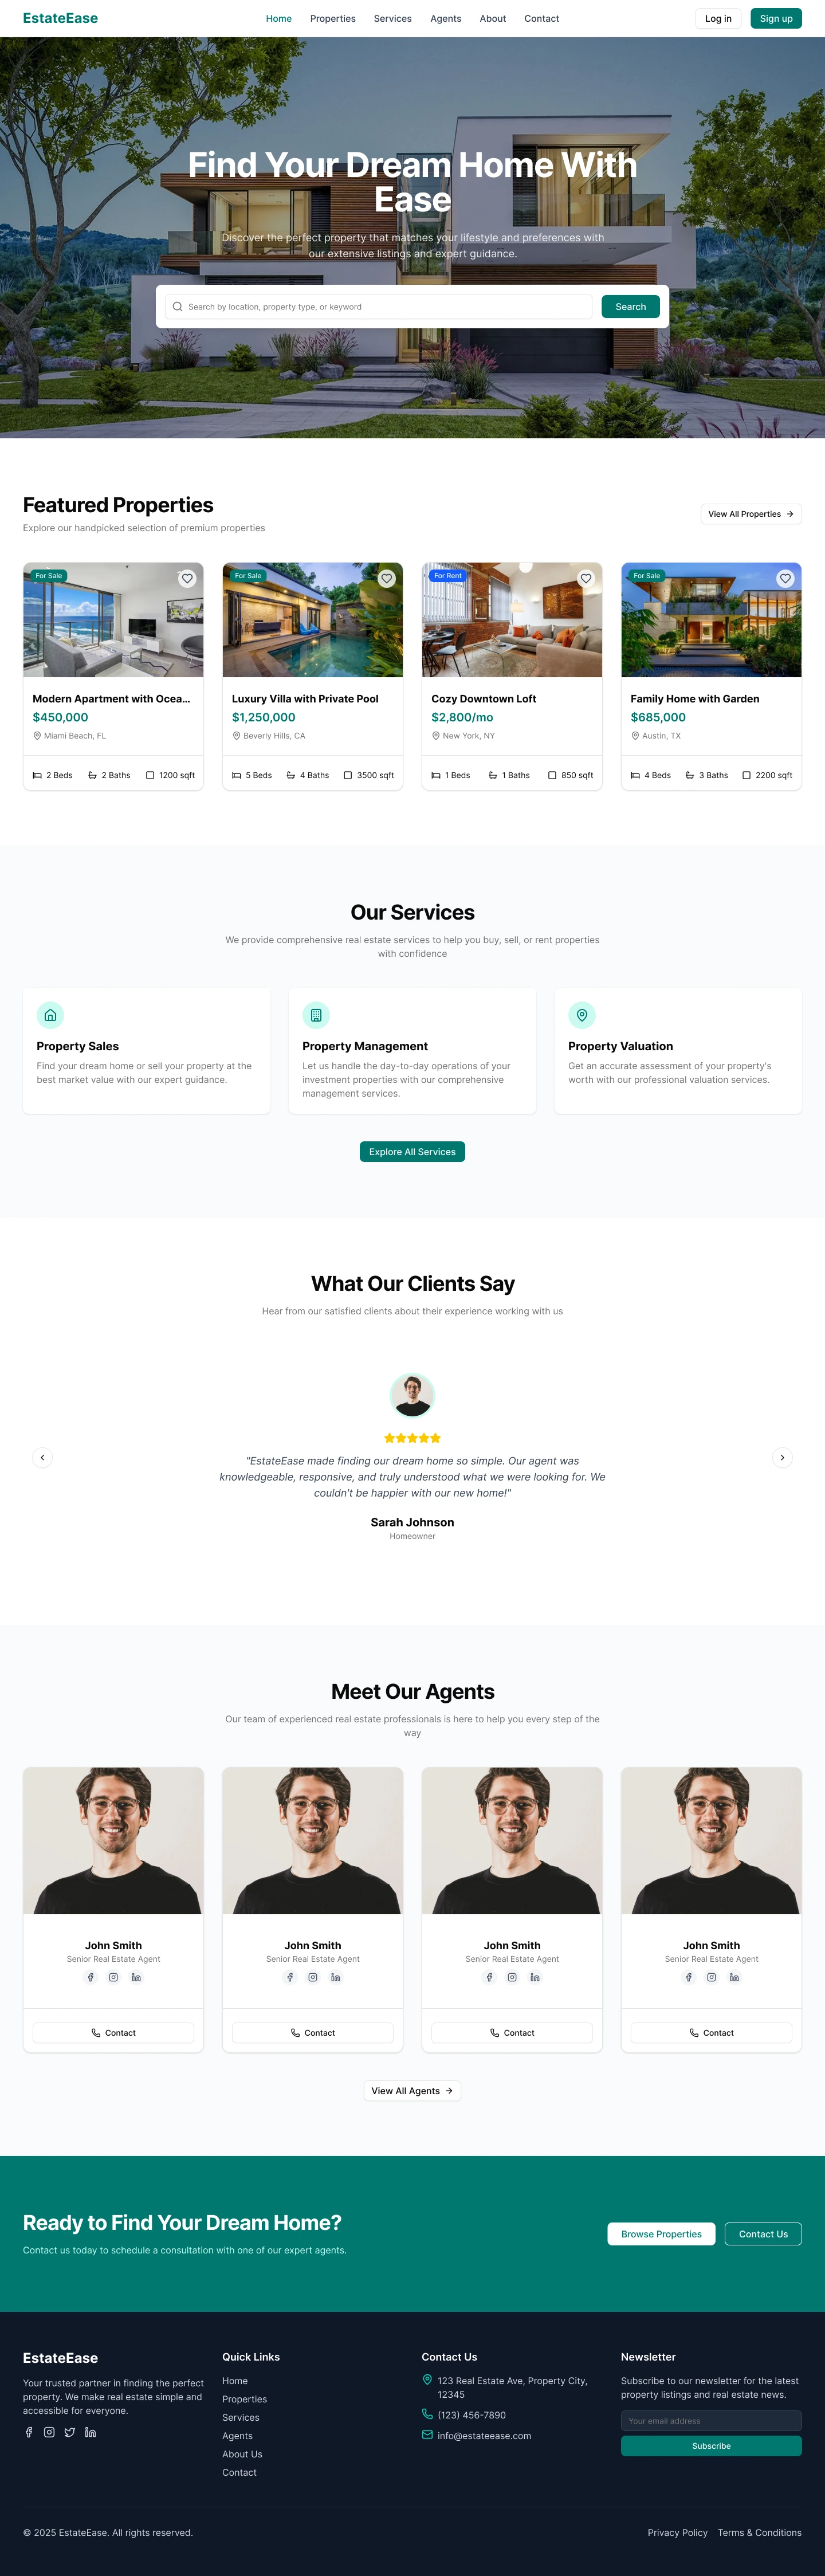 EstateEase
Home Properties Services Agents About Contact
Log in Sign up
Find Your Dream Home With
Ease
Discover the perfect property that matches your lifestyle and preferences with
our extensive listings and expert guidance.
Search by location, property type, or keyword
Search
Featured Properties
Explore our handpicked selection of premium properties
View All Properties
For Sale
Modern Apartment with Ocea...
$450,000
Miami Beach, FL
2 Beds 2 Baths 1200 sqft
For Sale
Luxury Villa with Private Pool
$1,250,000
Beverly Hills, CA
5 Beds 4 Baths 3500 sqft
For Rent
Cozy Downtown Loft
$2,800/mo
New York, NY
1 Beds 1 Baths 850 sqft
For Sale
Family Home with Garden
$685,000
Austin, TX
4 Beds 3 Baths 2200 sqft
Our Services
We provide comprehensive real estate services to help you buy, sell, or rent properties
with confidence
Property Sales
Find your dream home or sell your property at the
best market value with our expert guidance.
Property Management
Let us handle the day-to-day operations of your
investment properties with our comprehensive
management services.
Property Valuation
Get an accurate assessment of your property's
worth with our professional valuation services.
Explore All Services
What Our Clients Say
Hear from our satisfied clients about their experience working with us
"EstateEase made finding our dream home so simple. Our agent was
knowledgeable, responsive, and truly understood what we were looking for. We
couldn't be happier with our new home!"
Sarah Johnson
Homeowner
Meet Our Agents
Our team of experienced real estate professionals is here to help you every step of the
way
John Smith
Senior Real Estate Agent
Contact
John Smith
Senior Real Estate Agent
Contact
John Smith
Senior Real Estate Agent
Contact
John Smith
Senior Real Estate Agent
Contact
View All Agents
Ready to Find Your Dream Home?
Contact us today to schedule a consultation with one of our expert agents.
Browse Properties Contact Us
EstateEase
Your trusted partner in finding the perfect
property. We make real estate simple and
accessible for everyone.
Quick Links
Home
Properties
Services
Agents
About Us
Contact
Contact Us
123 Real Estate Ave, Property City,
12345
(123) 456-7890
info@estateease.com
Newsletter
Subscribe to our newsletter for the latest
property listings and real estate news.
Your email address
Subscribe
© 2025 EstateEase. All rights reserved.
Privacy Policy Terms & Conditions